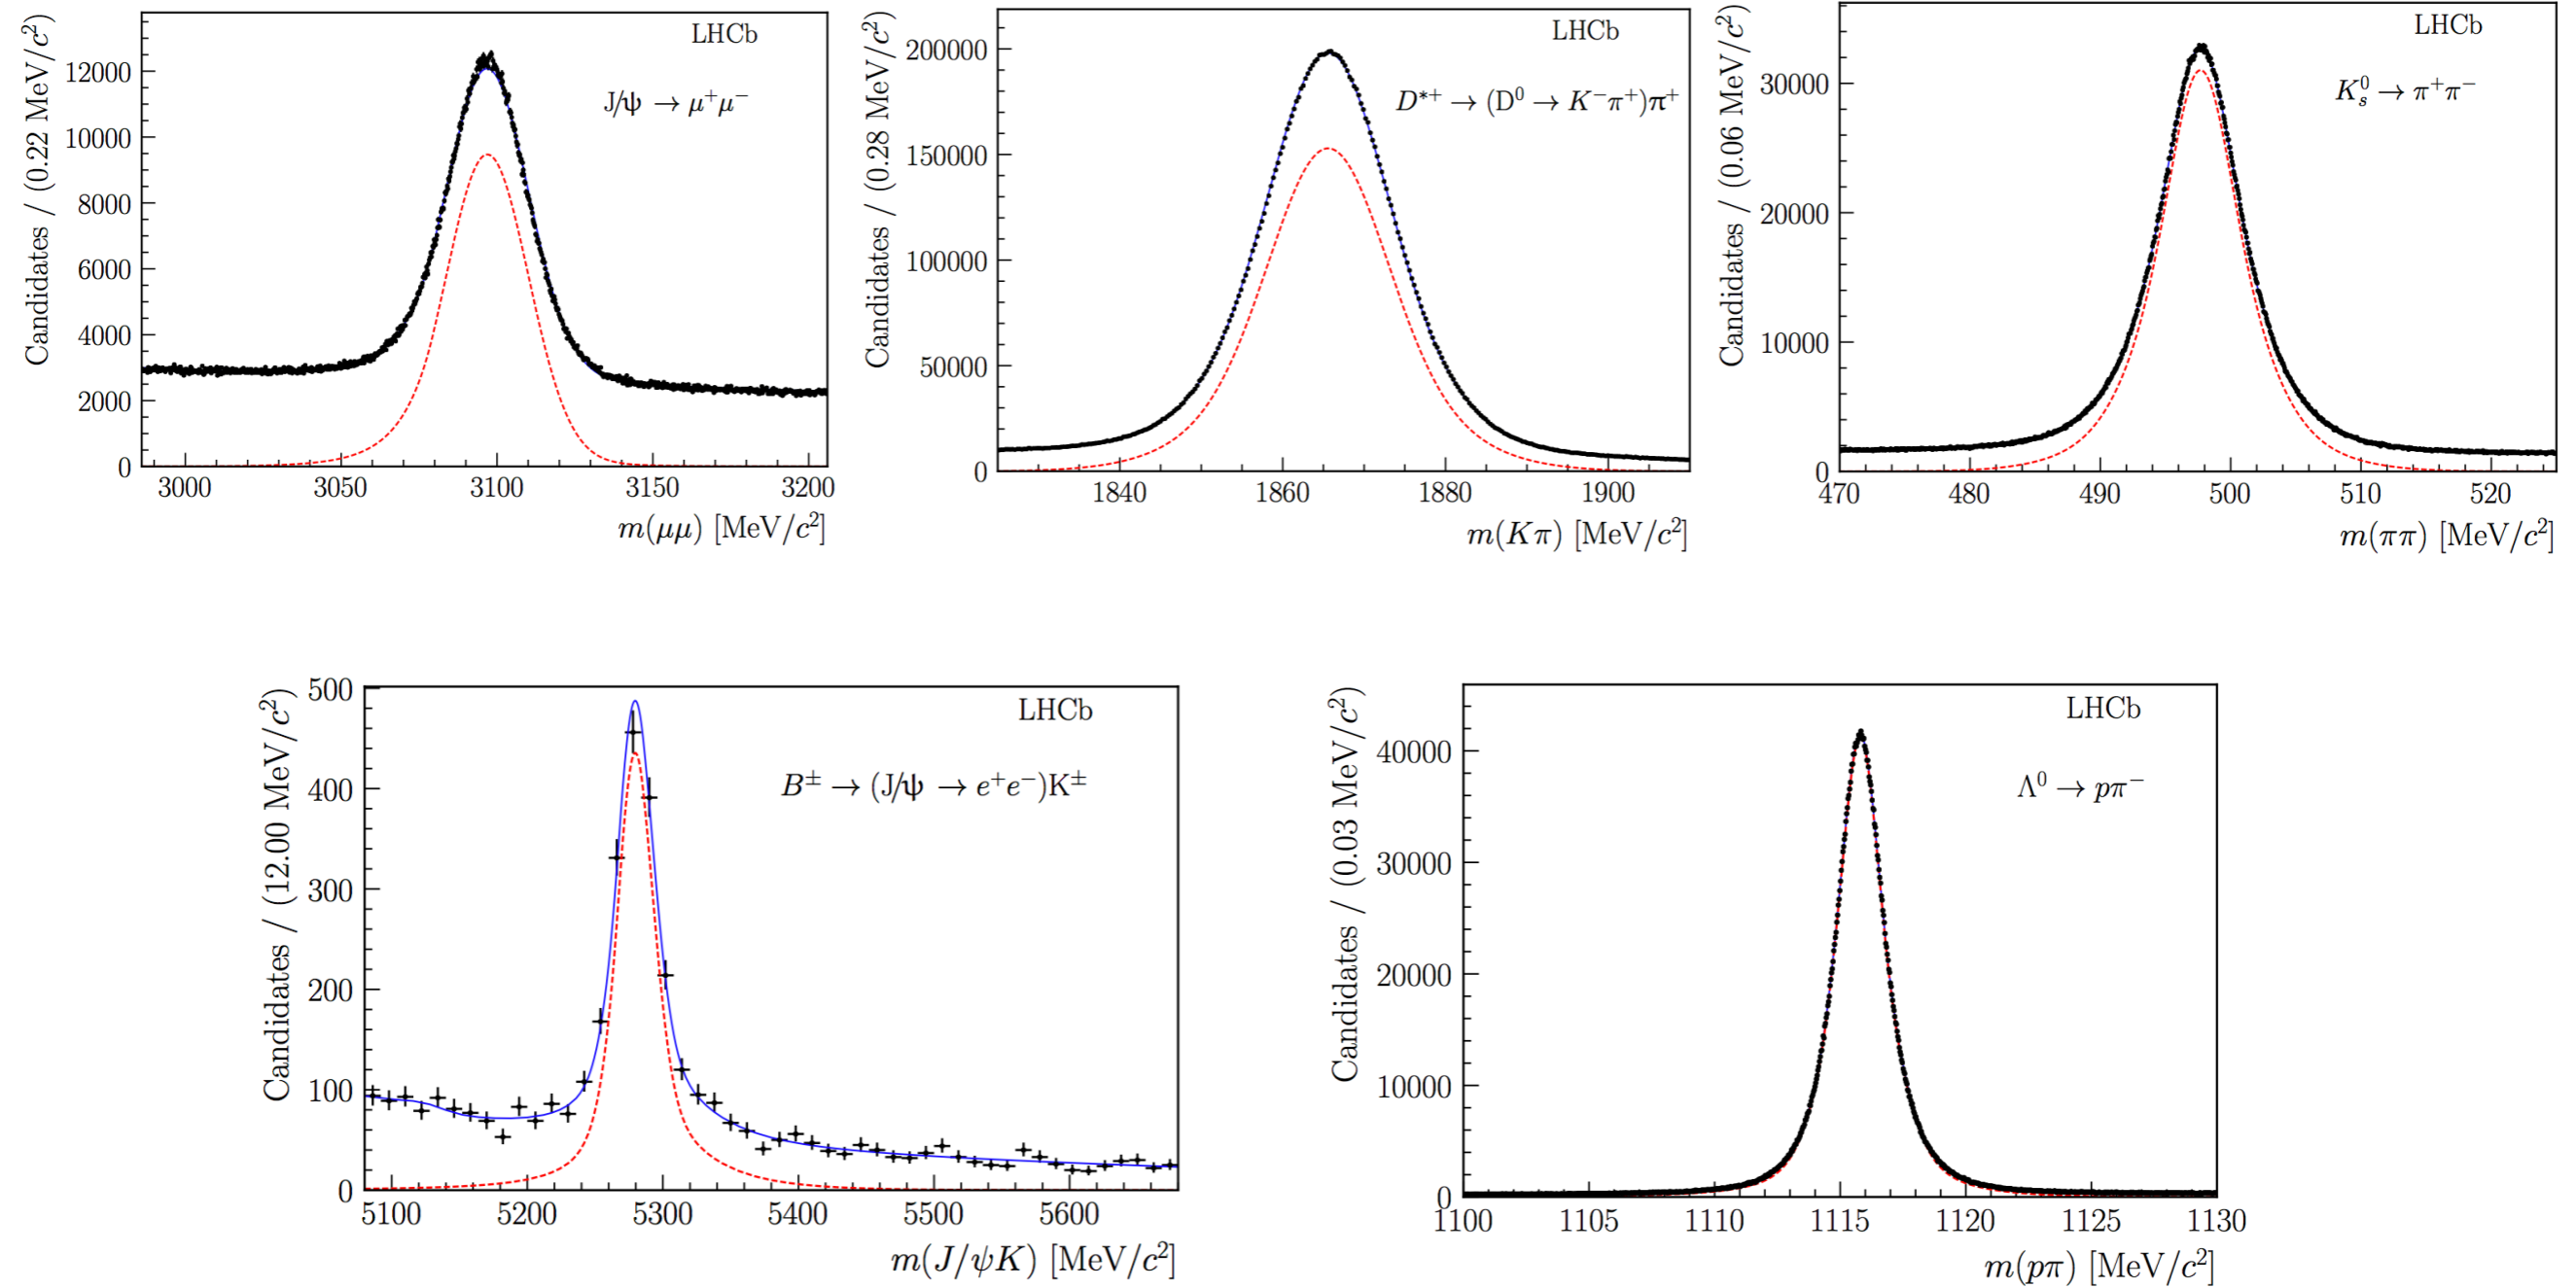 Candidates / (0.22 MeV/c²)
12000
10000
8000
6000
4000
2000
0
LHCb
J/ψ → μ⁺μ⁻
3000 3050 3100 3150 3200
m(μμ) [MeV/c²]
Candidates / (0.28 MeV/c²)
200000
150000
100000
50000
0
LHCb
D*⁺ → (D⁰ → K⁻π⁺)π⁺
1840 1860 1880 1900
m(Kπ) [MeV/c²]
Candidates / (0.06 MeV/c²)
30000
20000
10000
0
LHCb
K_s⁰ → π⁺π⁻
470 480 490 500 510 520
m(ππ) [MeV/c²]
Candidates / (12.00 MeV/c²)
500
400
300
200
100
0
LHCb
B± → (J/ψ → e⁺e⁻)K±
5100 5200 5300 5400 5500 5600
m(J/ψK) [MeV/c²]
Candidates / (0.03 MeV/c²)
40000
30000
20000
10000
0
LHCb
Λ⁰ → pπ⁻
1100 1105 1110 1115 1120 1125 1130
m(pπ) [MeV/c²]